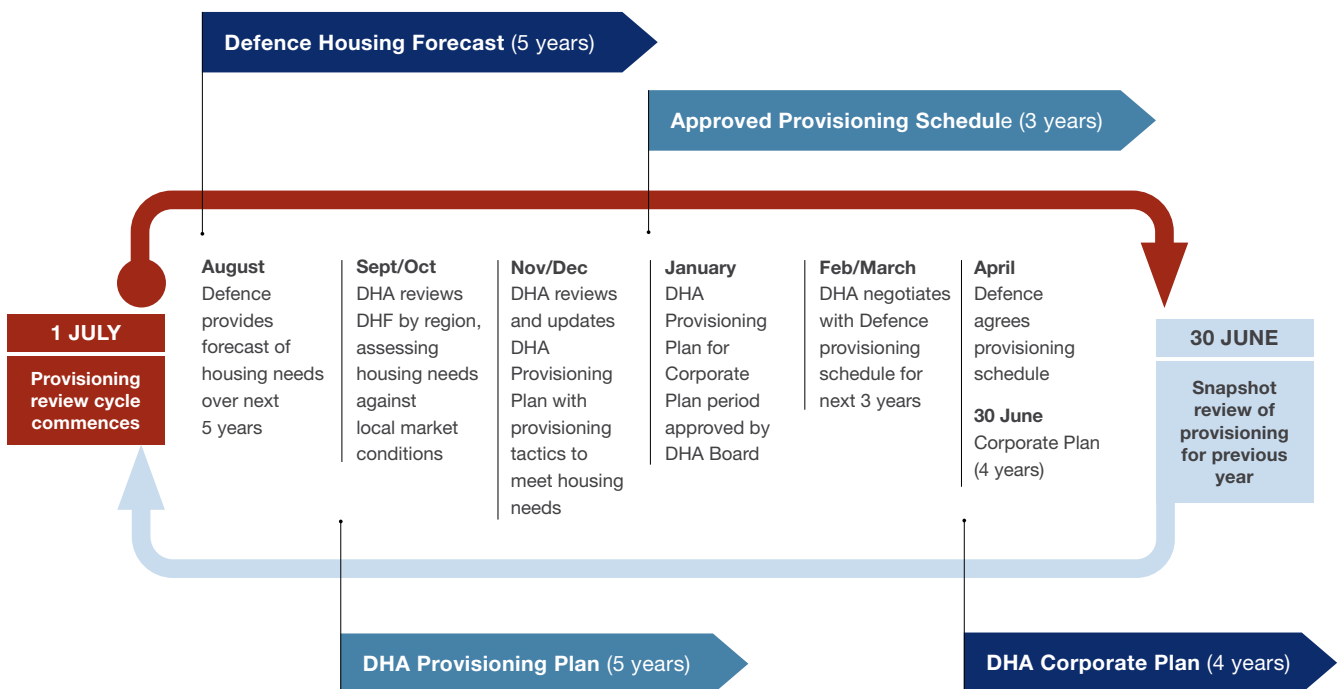 Defence Housing Forecast (5 years)
Approved Provisioning Schedule (3 years)
1 JULY
Provisioning
review cycle
commences
August
Defence
provides
forecast of
housing needs
over next
5 years
Sept/Oct
DHA reviews
DHF by region,
assessing
housing needs
against
local market
conditions
Nov/Dec
DHA reviews
and updates
DHA
Provisioning
Plan with
provisioning
tactics to
meet housing
needs
January
DHA
Provisioning
Plan for
Corporate
Plan period
approved by
DHA Board
Feb/March
DHA negotiates
with Defence
provisioning
schedule for
next 3 years
April
Defence
agrees
provisioning
schedule
30 June
Corporate Plan
(4 years)
30 JUNE
Snapshot
review of
provisioning
for previous
year
DHA Provisioning Plan (5 years)
DHA Corporate Plan (4 years)